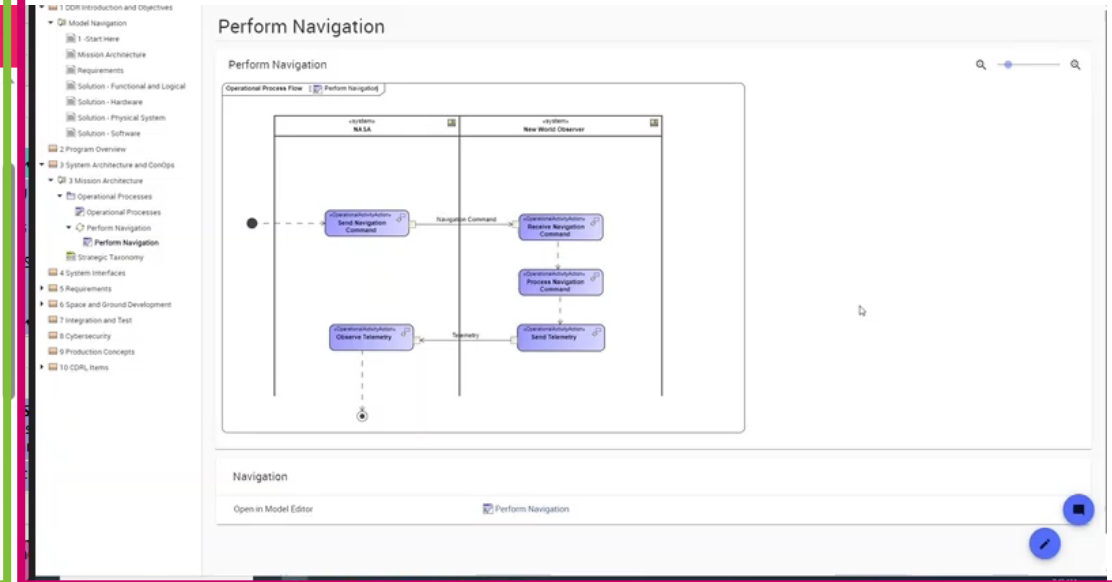 1 DDR Introduction and Objectives
Model Navigation
1 -Start Here
Mission Architecture
Requirements
Solution - Functional and Logical
Solution - Hardware
Solution - Physical System
Solution - Software
2 Program Overview
3 System Architecture and ConOps
3 Mission Architecture
Operational Processes
Operational Processes
Perform Navigation
Perform Navigation
Strategic Taxonomy
4 System Interfaces
5 Requirements
6 Space and Ground Development
7 Integration and Test
8 Cybersecurity
9 Production Concepts
10 CDRL Items
Perform Navigation
Perform Navigation
Operational Process Flow [ Perform Navigation]
«system»
NASA
«system»
New World Observer
«OperationalActivityAction»
Send Navigation
Command
Navigation Command
«OperationalActivityAction»
Receive Navigation
Command
«OperationalActivityAction»
Process Navigation
Command
«OperationalActivityAction»
Observe Telemetry
Telemetry
«OperationalActivityAction»
Send Telemetry
Navigation
Open in Model Editor
Perform Navigation